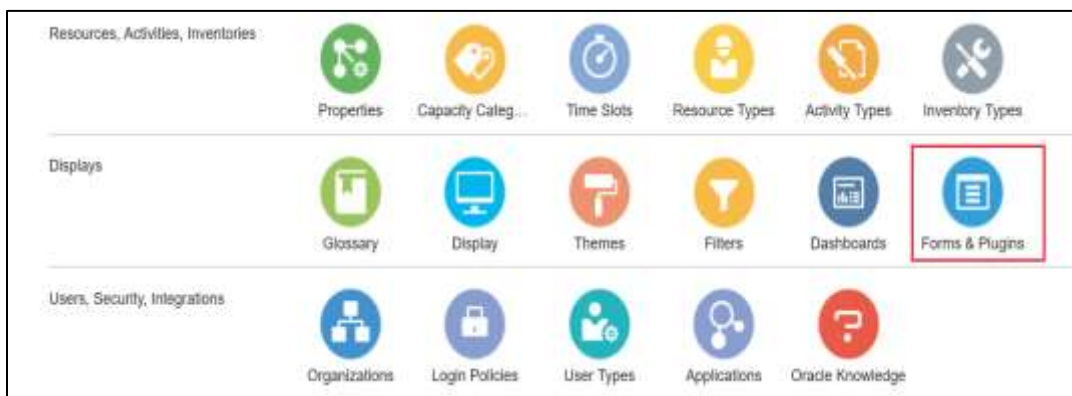 Resources, Activities, Inventories
Properties Capacity Categ... Time Slots Resource Types Activity Types Inventory Types
Displays
Glossary Display Themes Filters Dashboards Forms & Plugins
Users, Security, Integrations
Organizations Login Policies User Types Applications Oracle Knowledge